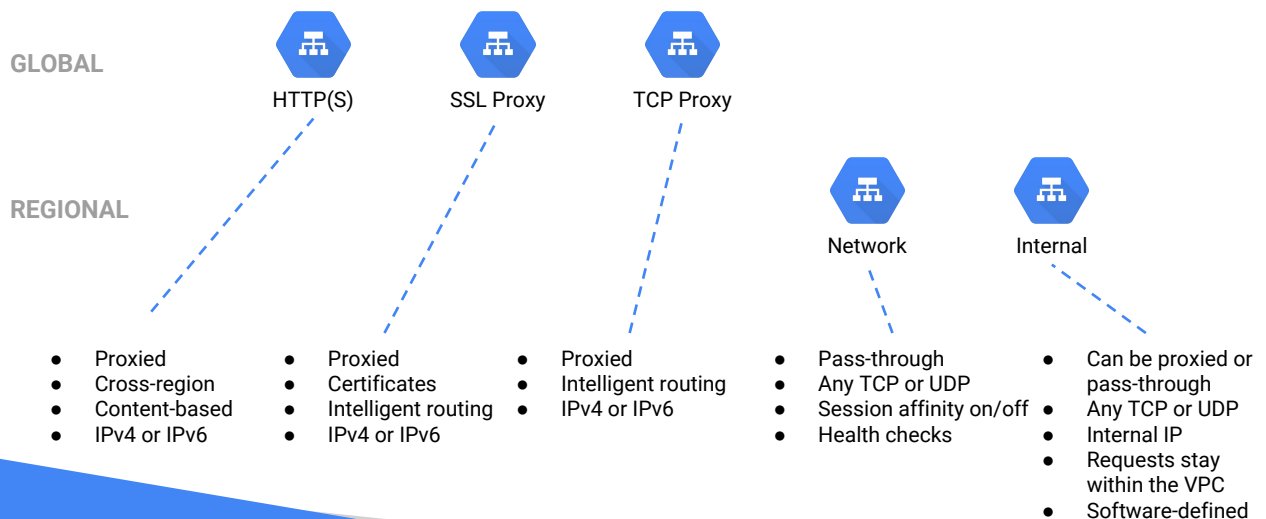 GLOBAL
HTTP(S)
SSL Proxy
TCP Proxy
REGIONAL
Network
Internal
● Proxied
● Cross-region
● Content-based
● IPv4 or IPv6
● Proxied
● Certificates
● Intelligent routing
● IPv4 or IPv6
● Proxied
● Intelligent routing
● IPv4 or IPv6
● Pass-through
● Any TCP or UDP
● Session affinity on/off
● Health checks
● Can be proxied or
pass-through
● Any TCP or UDP
● Internal IP
● Requests stay
within the VPC
● Software-defined